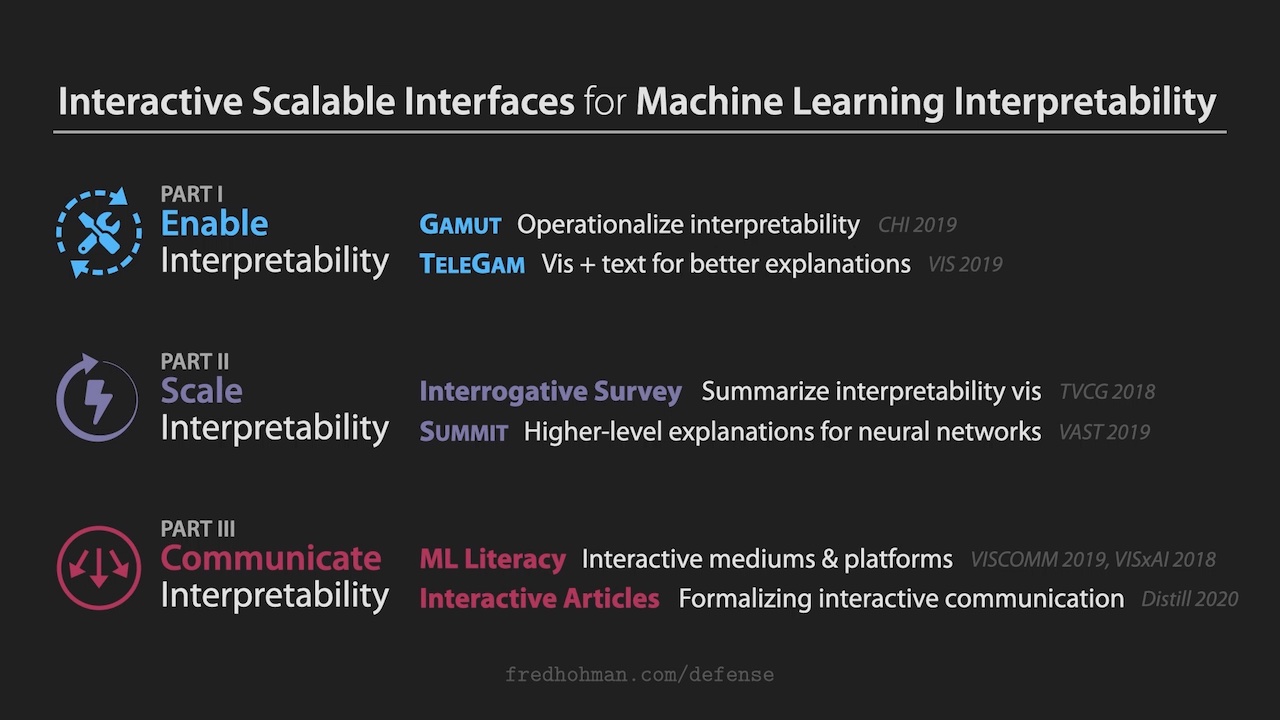 Interactive Scalable Interfaces for Machine Learning Interpretability
PART I
Enable
Interpretability
GAMUT Operationalize interpretability CHI 2019
TELEGAM Vis + text for better explanations VIS 2019
PART II
Scale
Interpretability
Interrogative Survey Summarize interpretability vis TVCG 2018
SUMMIT Higher-level explanations for neural networks VAST 2019
PART III
Communicate
Interpretability
ML Literacy Interactive mediums & platforms VISCOMM 2019, VISxAI 2018
Interactive Articles Formalizing interactive communication Distill 2020
fredhohman.com/defense